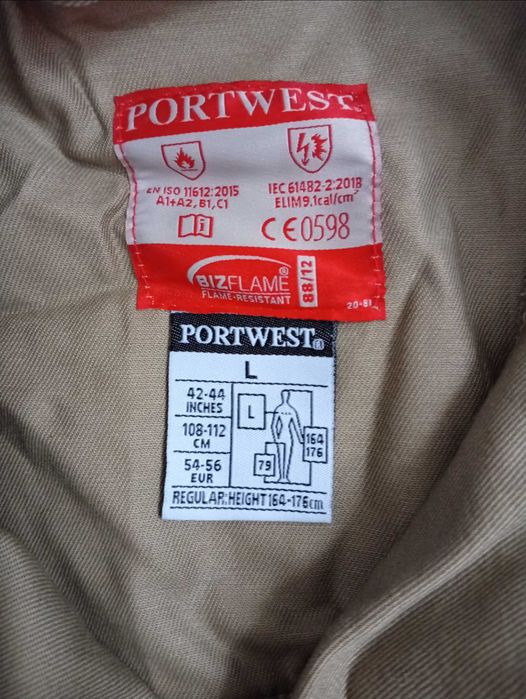 PORTWEST®
EN ISO 11612:2015
A1+A2, B1, C1
IEC 61482-2:2018
ELIM9.1cal/cm²
i
CE0598
BIZFLAME®
FLAME-RESISTANT
88/12
PORTWEST®
L
42-44
INCHES
108-112
CM
54-56
EUR
L
164
176
79
REGULAR:HEIGHT164-176cm